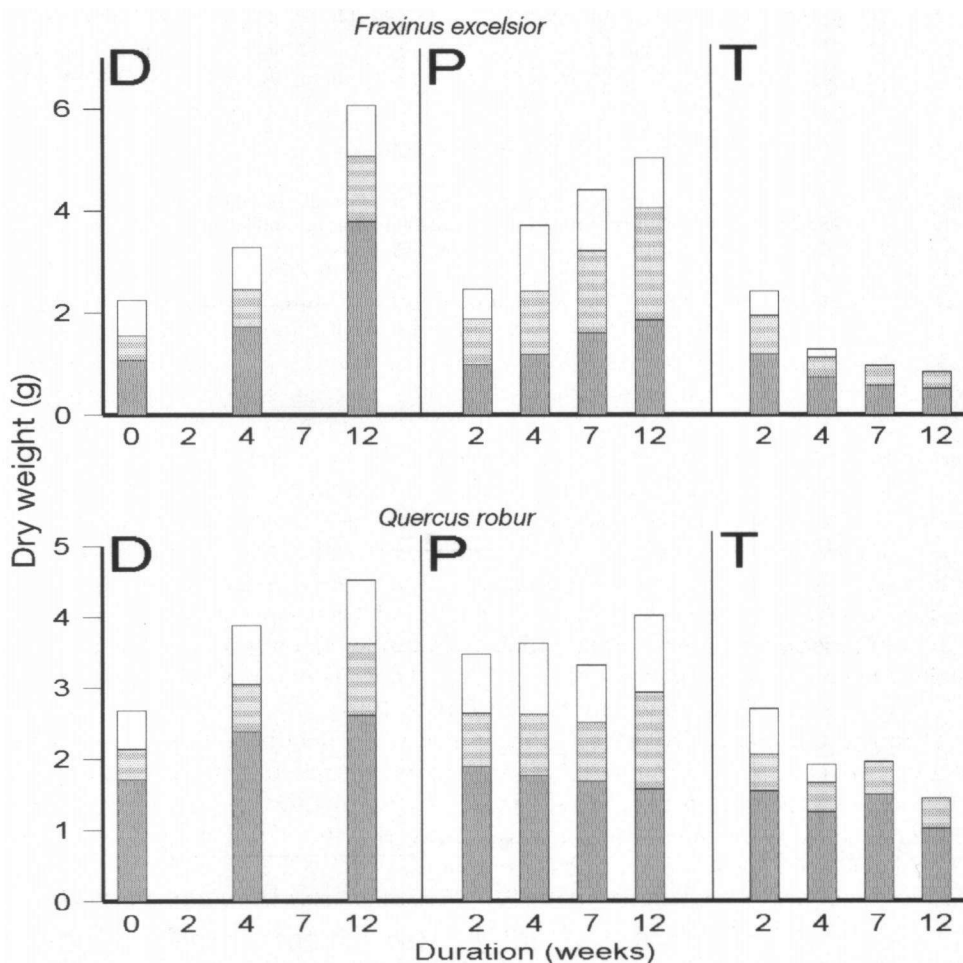 Fraxinus excelsior
D P T
6
4
2
0
0 2 4 7 12 2 4 7 12 2 4 7 12
Dry weight (g)
Quercus robur
D P T
5
4
3
2
1
0
0 2 4 7 12 2 4 7 12 2 4 7 12
Duration (weeks)